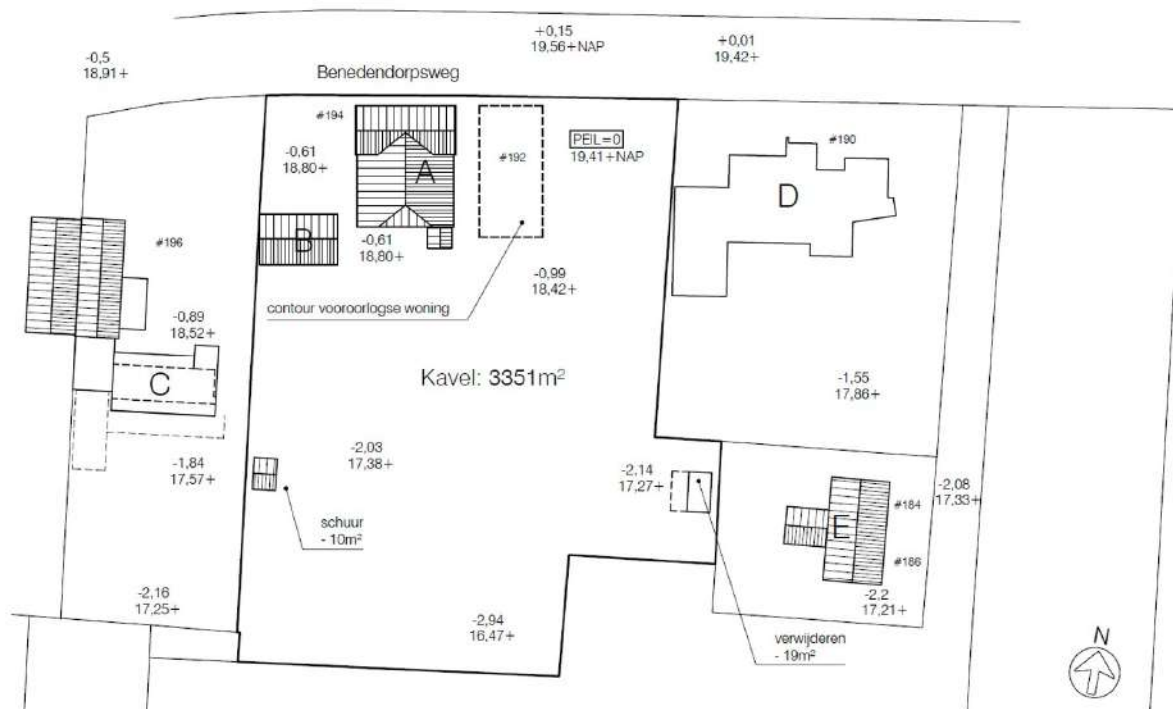 +0,15
19,56+NAP
+0,01
19,42+
-0,5
18,91+
Benedendorpsweg
#194
-0,61
18,80+
A
#192
PEIL=0
19,41+NAP
#190
D
B
-0,61
18,80+
#196
-0,99
18,42+
contour vooroorlogse woning
-0,89
18,52+
C
Kavel: 3351m²
-1,55
17,86+
-2,03
17,38+
-1,84
17,57+
-2,14
17,27+
-2,08
17,33+
#184
E
#186
schuur
- 10m²
-2,16
17,25+
-2,94
16,47+
-2,2
17,21+
verwijderen
- 19m²
N